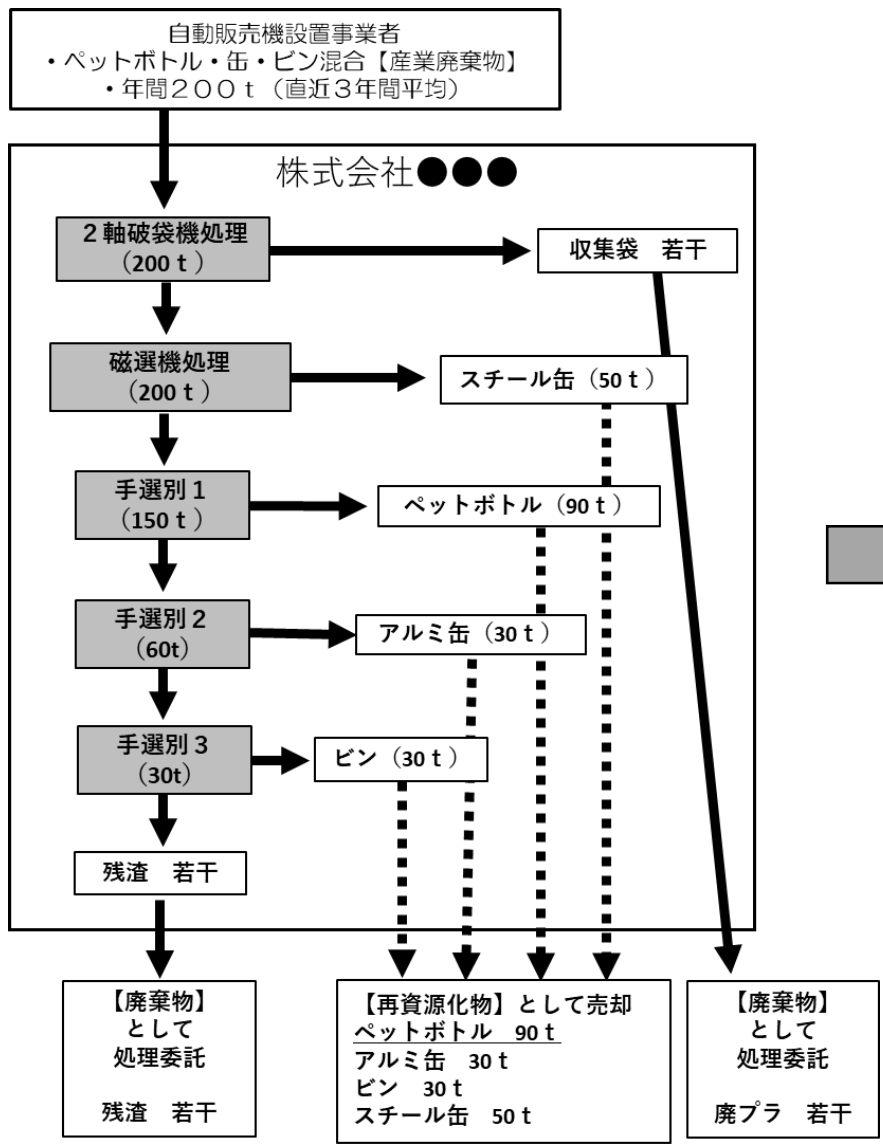 自動販売機設置事業者
・ペットボトル・缶・ビン混合【産業廃棄物】
・年間２００ｔ（直近３年間平均）
株式会社●●●
２軸破袋機処理
（200ｔ）
収集袋　若干
磁選機処理
（200ｔ）
スチール缶（50ｔ）
手選別１
（150ｔ）
ペットボトル（90ｔ）
手選別２
（60t）
アルミ缶（30ｔ）
手選別３
（30t）
ビン（30ｔ）
残渣　若干
【廃棄物】
として
処理委託
残渣　若干
【再資源化物】として売却
ペットボトル　90ｔ
アルミ缶　30ｔ
ビン　30ｔ
スチール缶　50ｔ
【廃棄物】
として
処理委託
廃プラ　若干